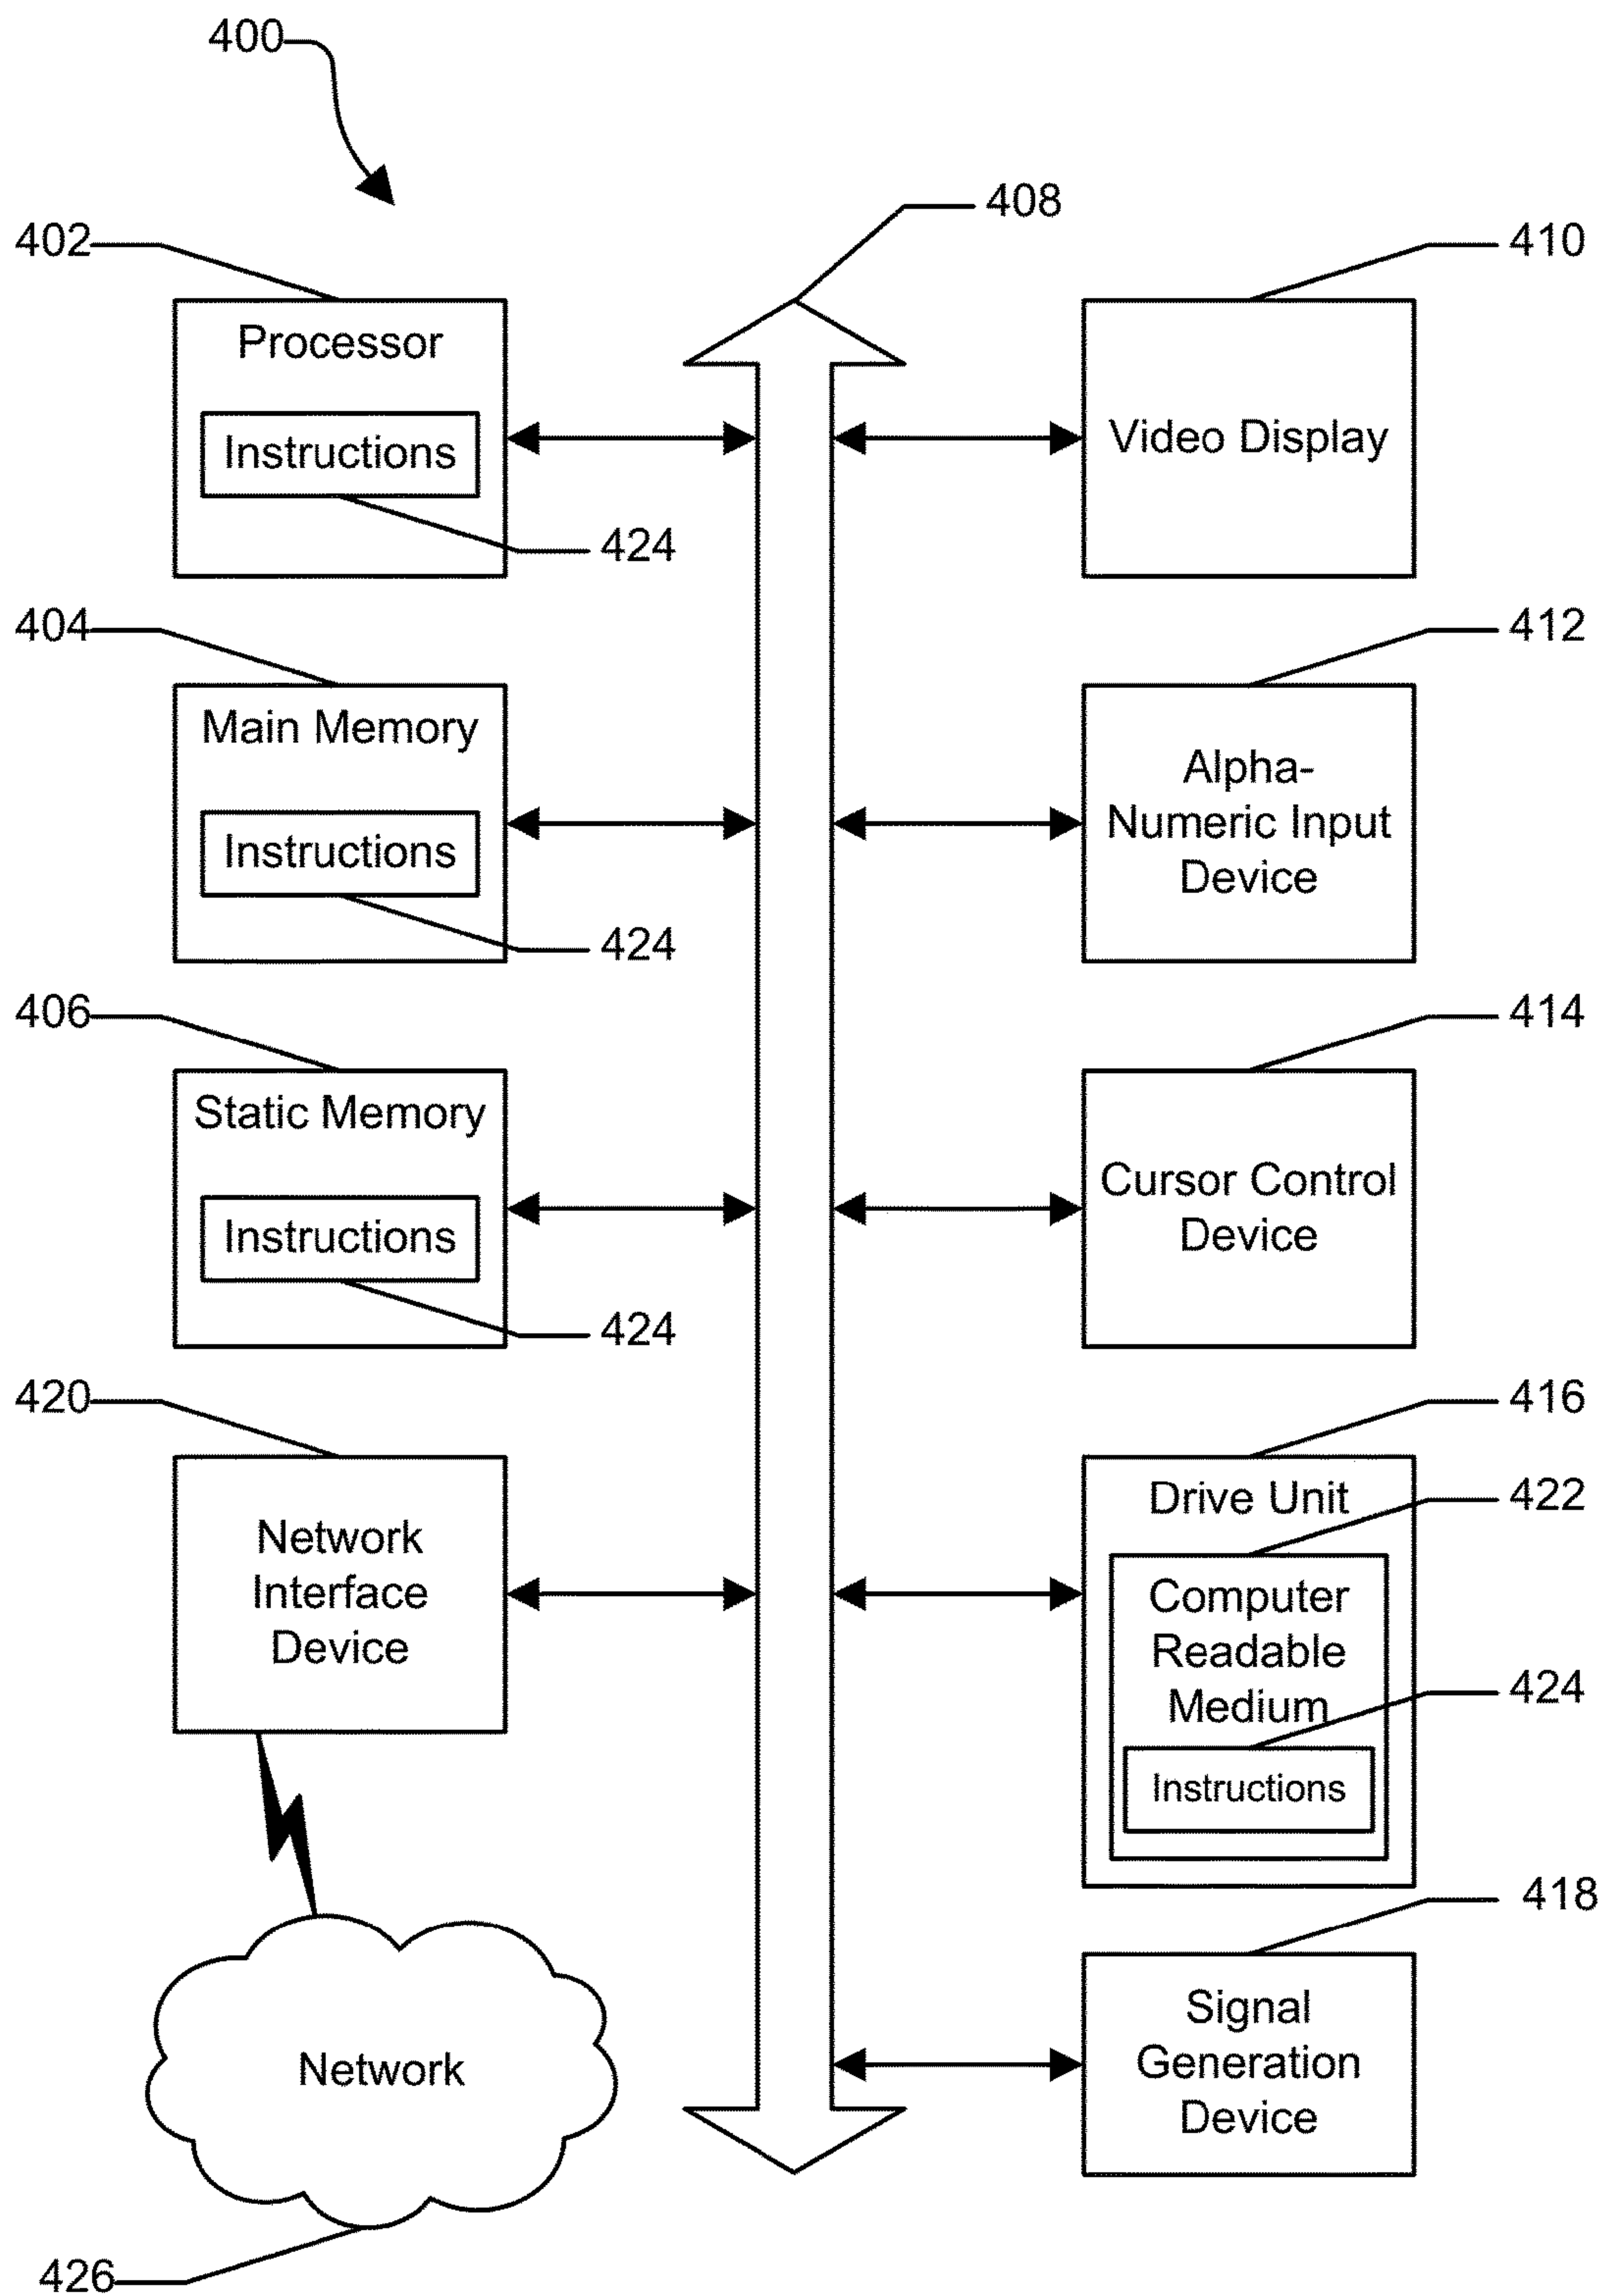 400
408
402
410
Processor
Instructions
424
Video Display
404
412
Main Memory
Instructions
424
Alpha-
Numeric Input
Device
406
414
Static Memory
Instructions
424
Cursor Control
Device
420
416
Network
Interface
Device
Drive Unit
422
Computer
Readable
Medium
424
Instructions
418
Signal
Generation
Device
Network
426